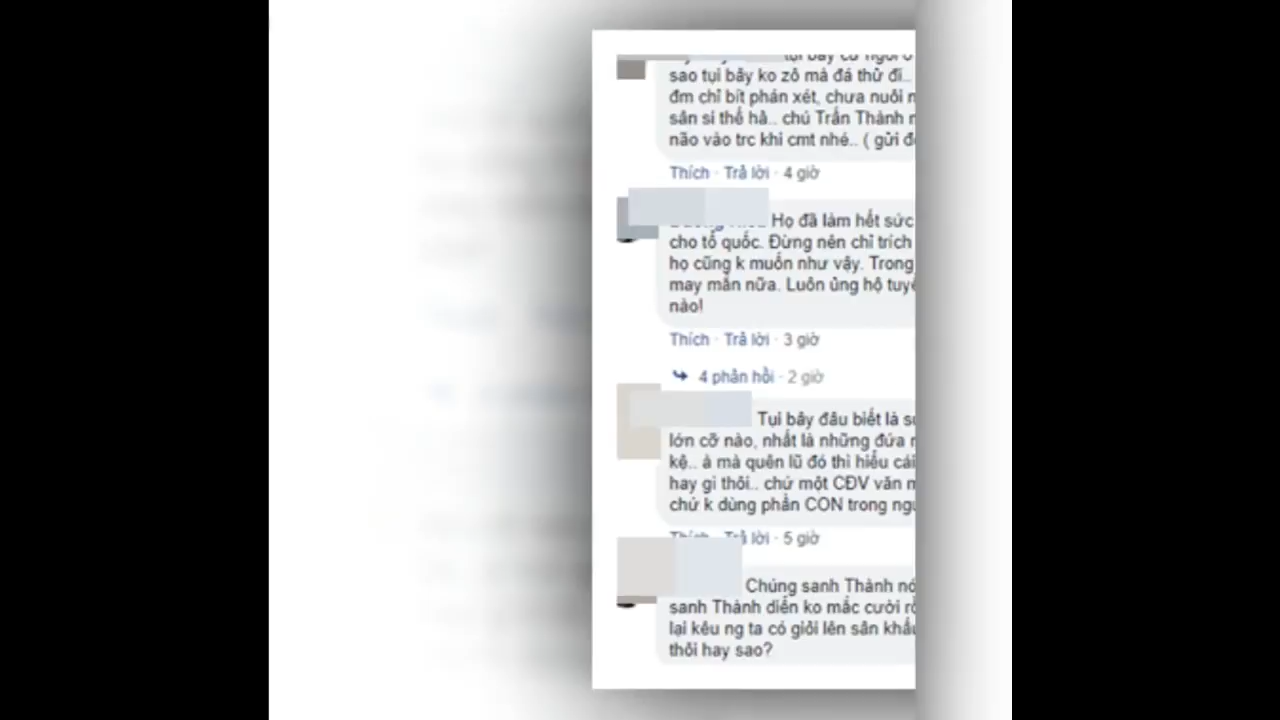 sao tụi bây ko zô mà đá thử đi..
đm chỉ bít phán xét, chưa nuôi
sân si thế hả.. chú Trấn Thành
não vào trc khi cmt nhé.. ( gửi
Thích · Trả lời · 4 giờ
Họ đã làm hết sức
cho tổ quốc. Đừng nên chỉ trích
họ cũng k muốn như vậy. Trong
may mắn nữa. Luôn ủng hộ
nào!
Thích · Trả lời · 3 giờ
4 phản hồi · 2 giờ
Tụi bây đâu biết là
lớn cỡ nào, nhất là những đứa
kệ.. à mà quên lũ đó thì hiểu cái
hay gì thôi.. chứ một CĐV văn
chứ k dùng phần CON trong
Trả lời · 5 giờ
Chúng sanh Thành
sanh Thành diễn ko mắc cười
lại kêu ng ta có giỏi lên sân
thôi hay sao?